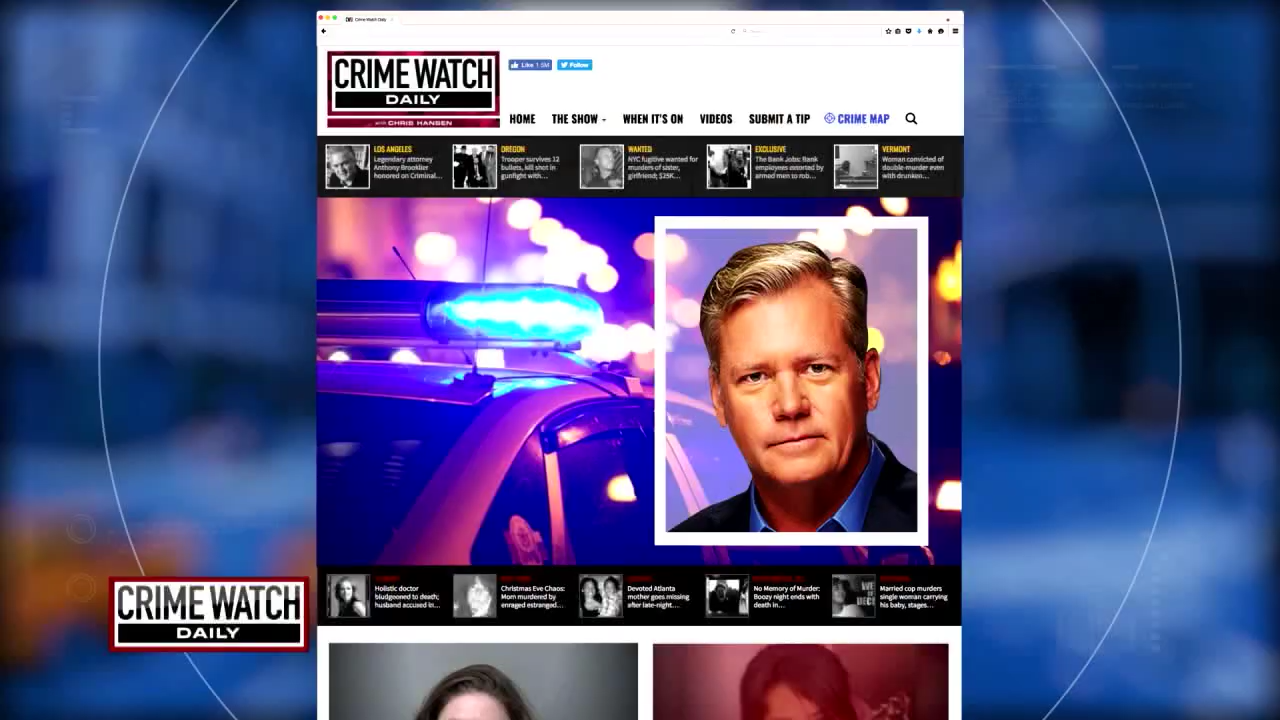 Crime Watch Daily
CRIME WATCH
DAILY
with CHRIS HANSEN
Like 1.5M
Follow
HOME
THE SHOW
WHEN IT'S ON
VIDEOS
SUBMIT A TIP
CRIME MAP
LOS ANGELES
Legendary attorney
Anthony Brooklier
honored on Criminal...
OREGON
Trooper survives 12
bullets, kill shot in
gunfight with...
WANTED
NYC fugitive wanted for
murders of sister,
girlfriend; $25K...
EXCLUSIVE
The Bank Jobs: Bank
employees extorted by
armed men to rob...
VERMONT
Woman convicted of
double-murder even
with drunken...
Holistic doctor
bludgeoned to death;
husband accused in...
Christmas Eve Chaos:
Mom murdered by
enraged estranged...
Devoted Atlanta
mother goes missing
after late-night...
No Memory of Murder:
Boozy night ends with
death in...
Married cop murders
single woman carrying
his baby, stages...
CRIME WATCH
DAILY